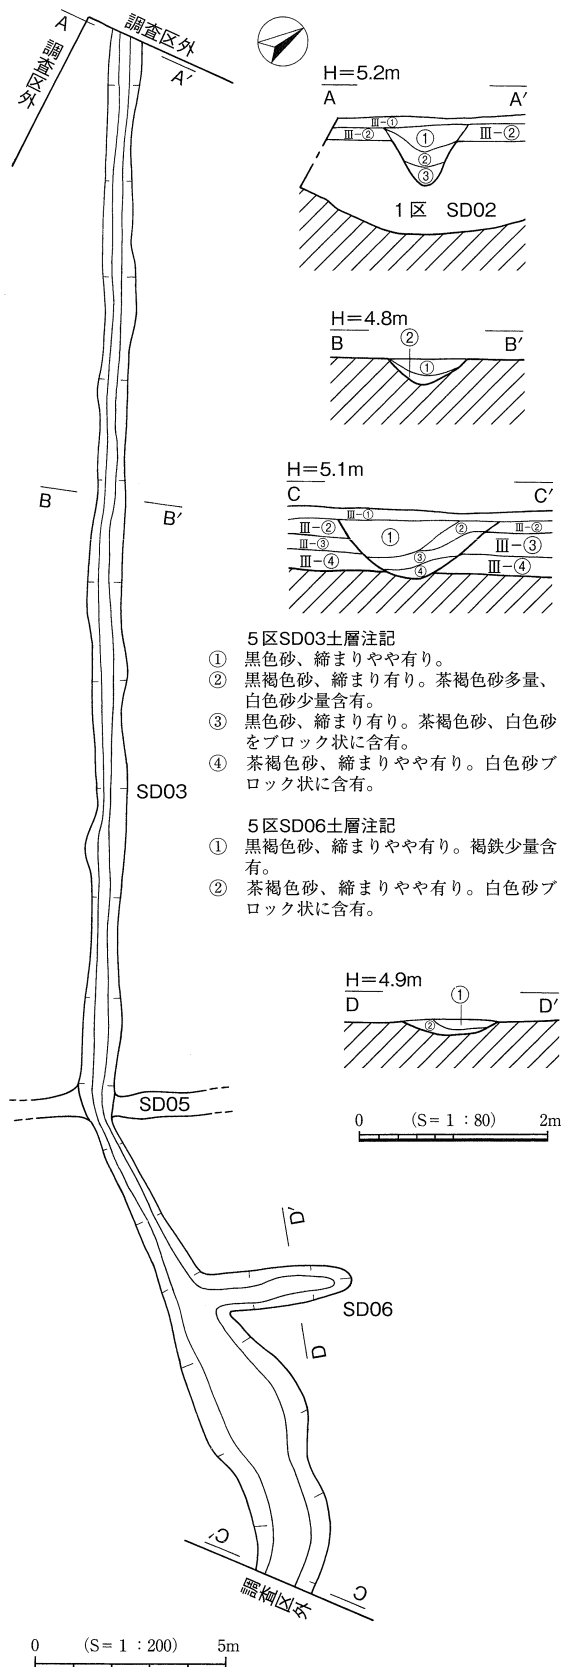 A
調査区外
調査区外
A′
H＝5.2m
A
A′
Ⅲ－①
Ⅲ－②
①
Ⅲ－②
②
③
1区 SD02
H＝4.8m
②
B
B′
①
B
B′
H＝5.1m
C
C′
Ⅲ－①
Ⅲ－②
①
②
Ⅲ－②
Ⅲ－③
③
Ⅲ－③
Ⅲ－④
④
Ⅲ－④
5区SD03土層注記
① 黒色砂、締まりやや有り。
② 黒褐色砂、締まり有り。茶褐色砂多量、
白色砂少量含有。
③ 黒色砂、締まり有り。茶褐色砂、白色砂
をブロック状に含有。
④ 茶褐色砂、締まりやや有り。白色砂ブ
ロック状に含有。
SD03
5区SD06土層注記
① 黒褐色砂、締まりやや有り。褐鉄少量含
有。
② 茶褐色砂、締まりやや有り。白色砂ブ
ロック状に含有。
H＝4.9m
D
①
D′
②
SD05
0 (S＝1：80) 2m
D′
SD06
D
C′
調査区外
C
0 (S＝1：200) 5m